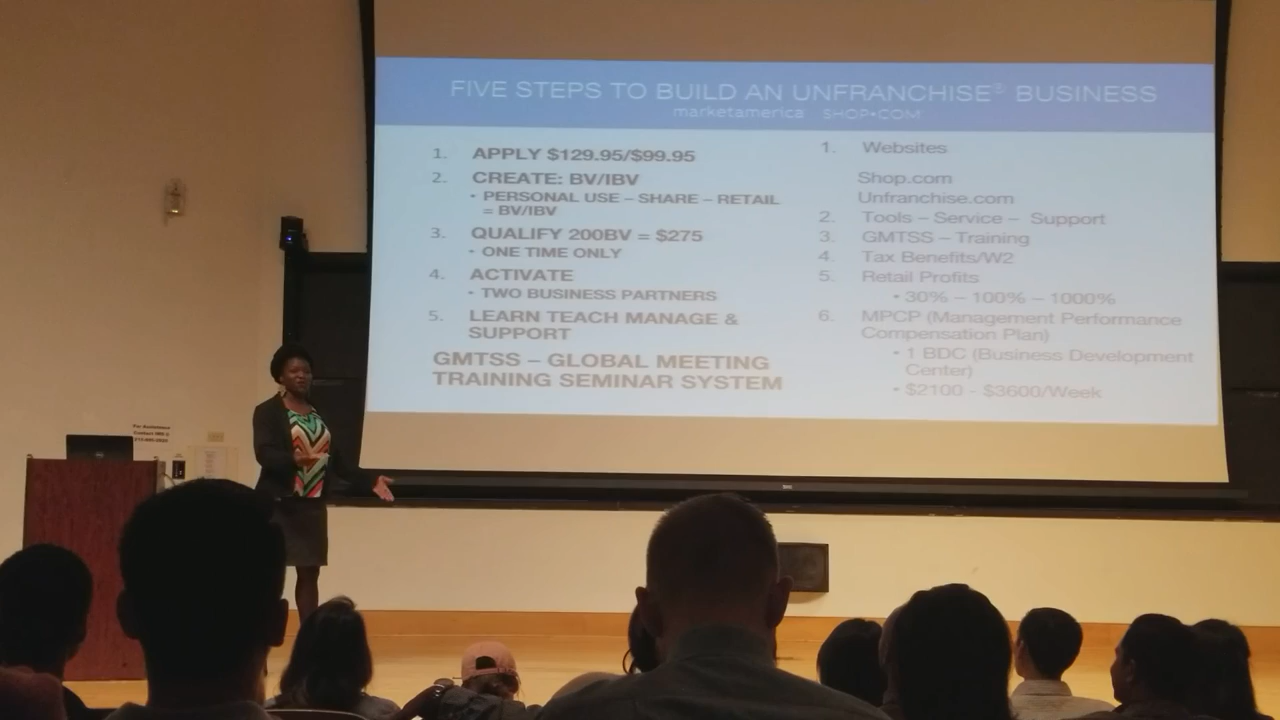 FIVE STEPS TO BUILD AN UNFRANCHISE® BUSINESS
marketamerica SHOP•COM
1. APPLY $129.95/$99.95
2. CREATE: BV/IBV
• PERSONAL USE – SHARE – RETAIL
= BV/IBV
3. QUALIFY 200BV = $275
• ONE TIME ONLY
4. ACTIVATE
• TWO BUSINESS PARTNERS
5. LEARN TEACH MANAGE &
SUPPORT
GMTSS – GLOBAL MEETING
TRAINING SEMINAR SYSTEM
1. Websites
Shop.com
Unfranchise.com
2. Tools – Service – Support
3. GMTSS – Training
4. Tax Benefits/W2
5. Retail Profits
• 30% – 100% – 1000%
6. MPCP (Management Performance
Compensation Plan)
• 1 BDC (Business Development
Center)
• $2100 - $3600/Week
For Assistance
Contact